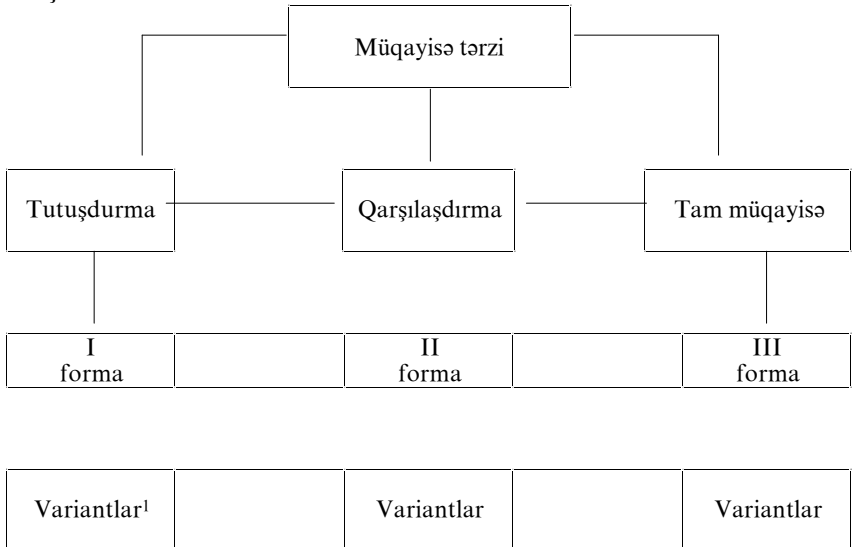 Müqayisə tərzi
Tutuşdurma
Qarşılaşdırma
Tam müqayisə
I
forma
II
forma
III
forma
Variantlar¹
Variantlar
Variantlar